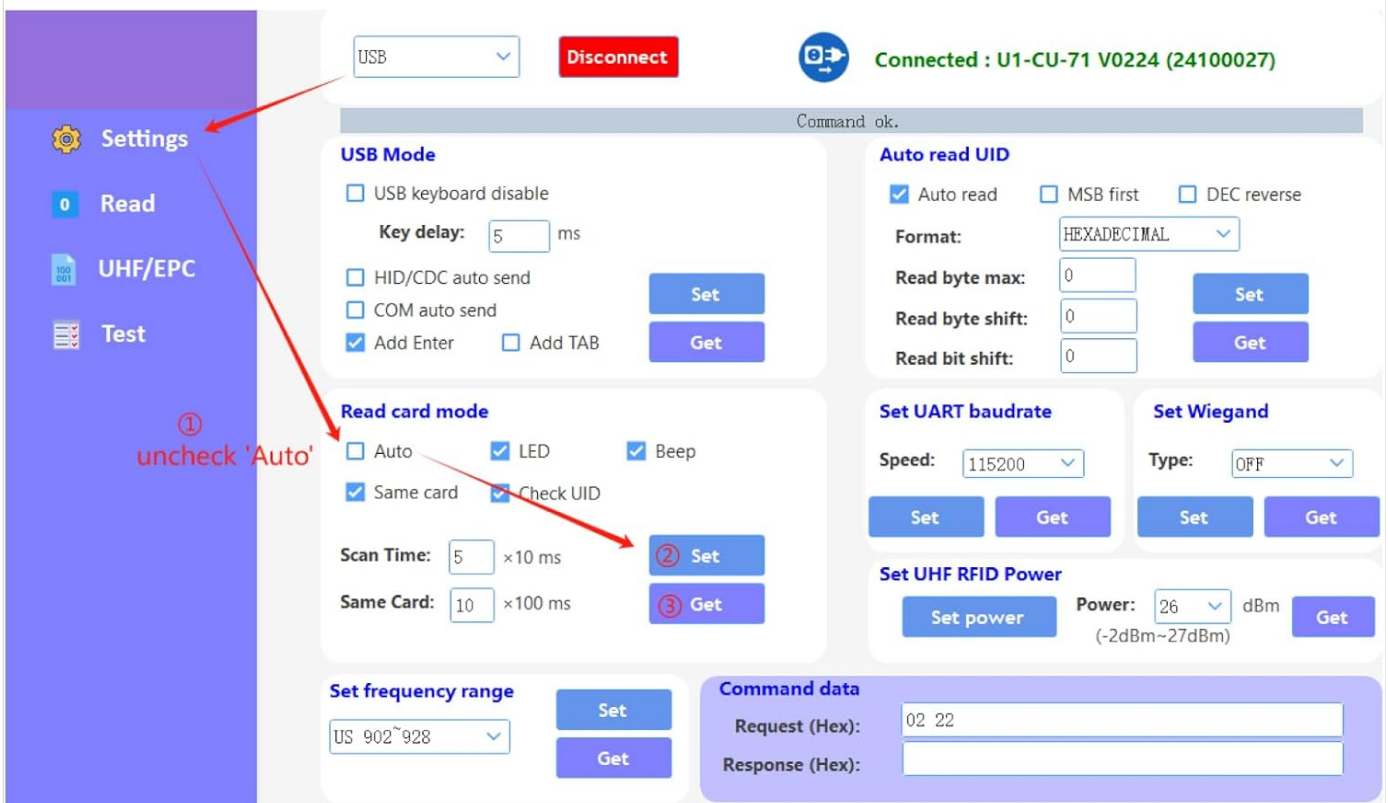 USB
Disconnect
Connected : U1-CU-71 V0224 (24100027)
Command ok.
Settings
0 Read
100 001 UHF/EPC
Test
① uncheck 'Auto'
USB Mode
USB keyboard disable
Key delay: 5 ms
HID/CDC auto send
COM auto send
Add Enter Add TAB
Set
Get
Auto read UID
Auto read MSB first DEC reverse
Format: HEXADECIMAL
Read byte max: 0
Read byte shift: 0
Read bit shift: 0
Set
Get
Read card mode
Auto LED Beep
Same card Check UID
Scan Time: 5 ×10 ms
Same Card: 10 ×100 ms
② Set
③ Get
Set UART baudrate
Speed: 115200
Set Get
Set Wiegand
Type: OFF
Set Get
Set UHF RFID Power
Set power Power: 26 dBm Get
(-2dBm~27dBm)
Set frequency range
US 902~928
Set
Get
Command data
Request (Hex): 02 22
Response (Hex):